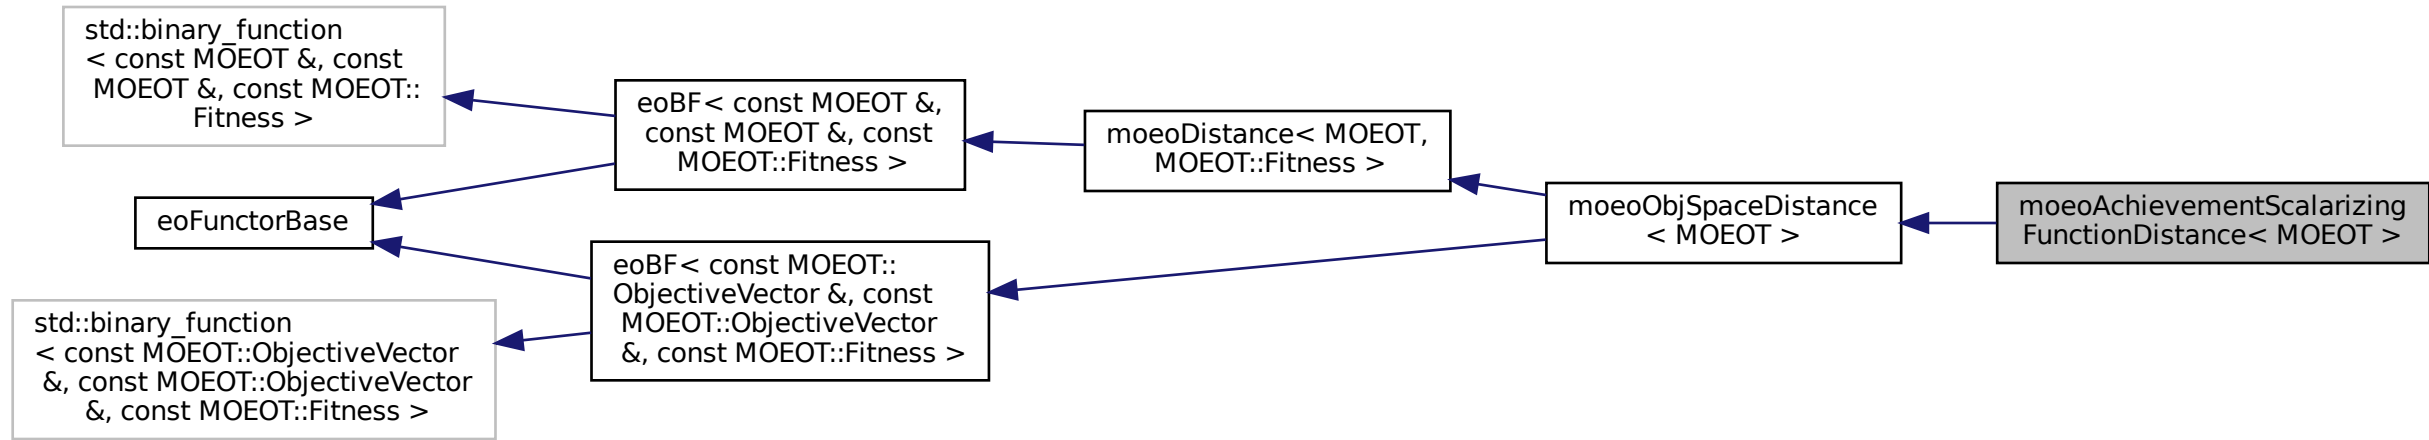 std::binary_function
< const MOEOT &, const
MOEOT &, const MOEOT::
Fitness >
eoFunctorBase
std::binary_function
< const MOEOT::ObjectiveVector
&, const MOEOT::ObjectiveVector
&, const MOEOT::Fitness >
eoBF< const MOEOT &,
const MOEOT &, const
MOEOT::Fitness >
eoBF< const MOEOT::
ObjectiveVector &, const
MOEOT::ObjectiveVector
&, const MOEOT::Fitness >
moeoDistance< MOEOT,
MOEOT::Fitness >
moeoObjSpaceDistance
< MOEOT >
moeoAchievementScalarizing
FunctionDistance< MOEOT >